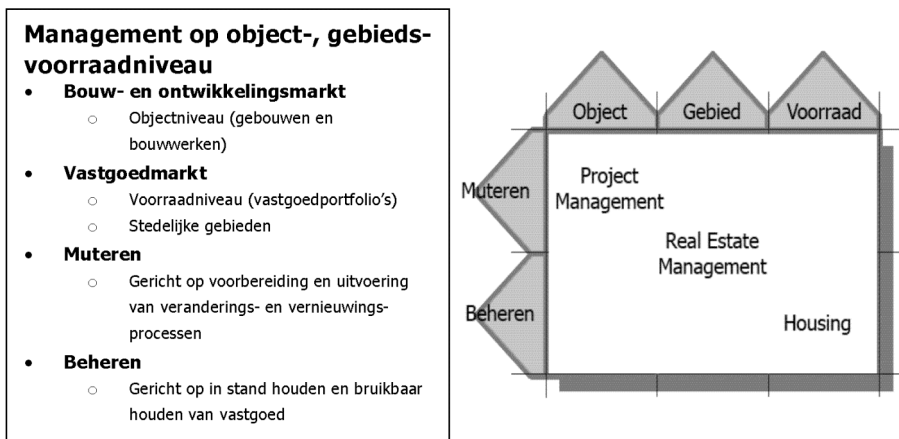 Management op object-, gebieds-
voorraadniveau
• Bouw- en ontwikkelingsmarkt
○ Objectniveau (gebouwen en
bouwwerken)
• Vastgoedmarkt
○ Voorraadniveau (vastgoedportfolio's)
○ Stedelijke gebieden
• Muteren
○ Gericht op voorbereiding en uitvoering
van veranderings- en vernieuwings-
processen
• Beheren
○ Gericht op in stand houden en bruikbaar
houden van vastgoed
Object Gebied Voorraad
Muteren
Project
Management
Real Estate
Management
Beheren
Housing